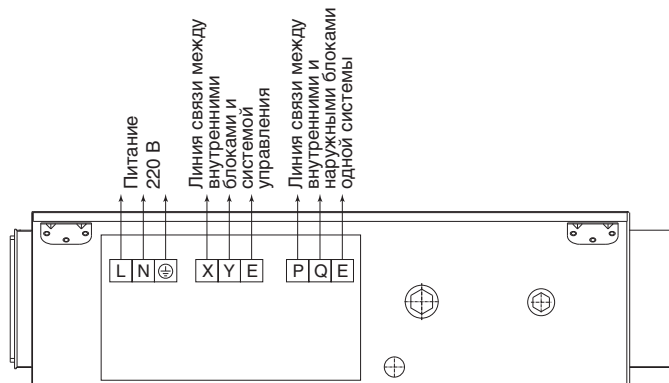 Питание
220 В
Линия связи между
внутренними
блоками и
системой
управления
Линия связи между
внутренними и
наружными блоками
одной системы
L N
X Y E
P Q E